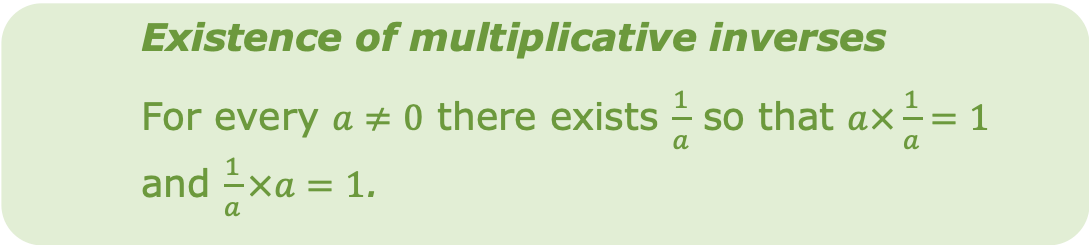 Existence of multiplicative inverses
For every a ≠ 0 there exists 1/a so that a×1/a= 1
and 1/a×a = 1.